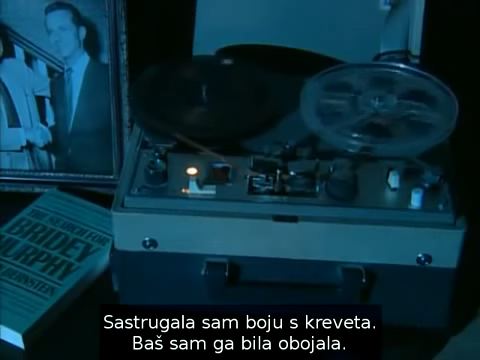 THE SEARCH FOR
BRIDEY
MURPHY
BERNSTEIN
Sastrugala sam boju s kreveta.
Baš sam ga bila obojala.